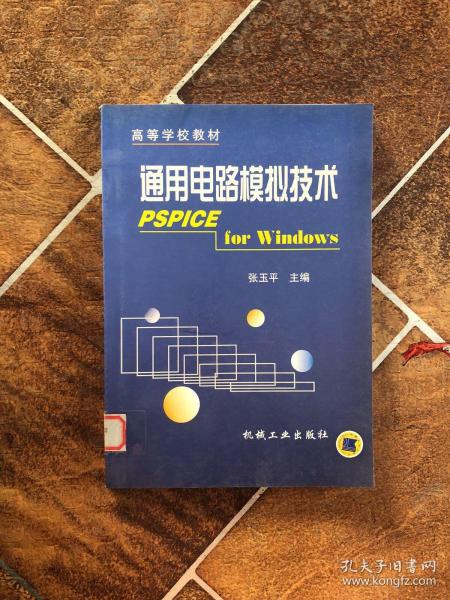 高等学校教材
通用电路模拟技术
PSPICE
for Windows
张玉平 主编
机械工业出版社
孔夫子旧书网
www.kongfz.com